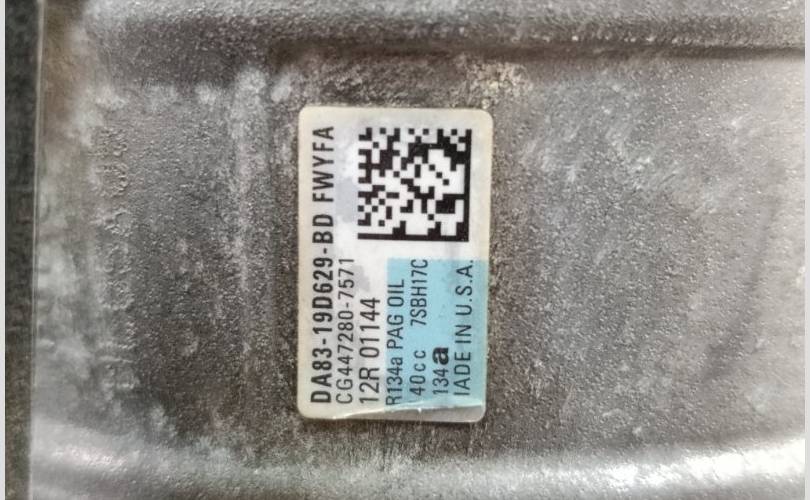 DA83-19D629-BD FWYFA
CG447280-7571
12R 01144
R134a PAG OIL
40cc 7SBH17C
134a
IADE IN U.S.A.